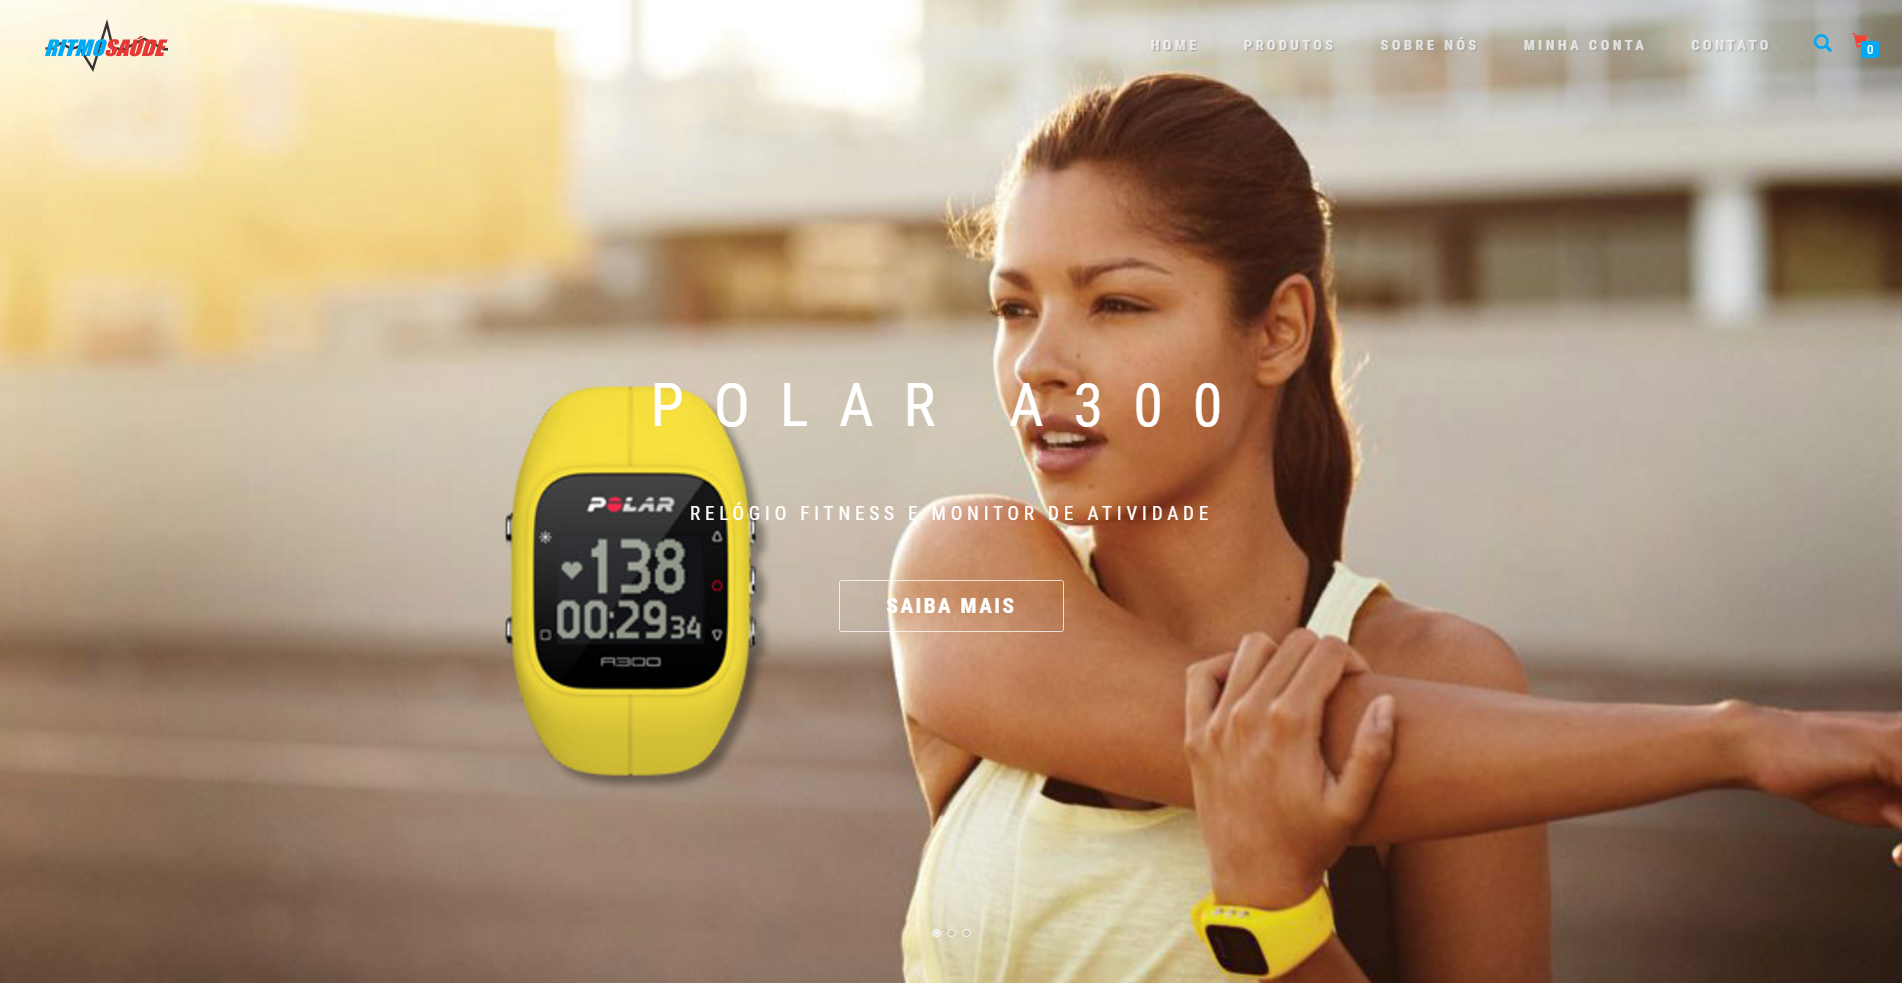 RITMOSAÚDE
HOME PRODUTOS SOBRE NÓS MINHA CONTA CONTATO
0
POLAR A300
RELÓGIO FITNESS E MONITOR DE ATIVIDADE
SAIBA MAIS
POLAR
138
00:29 34
A300